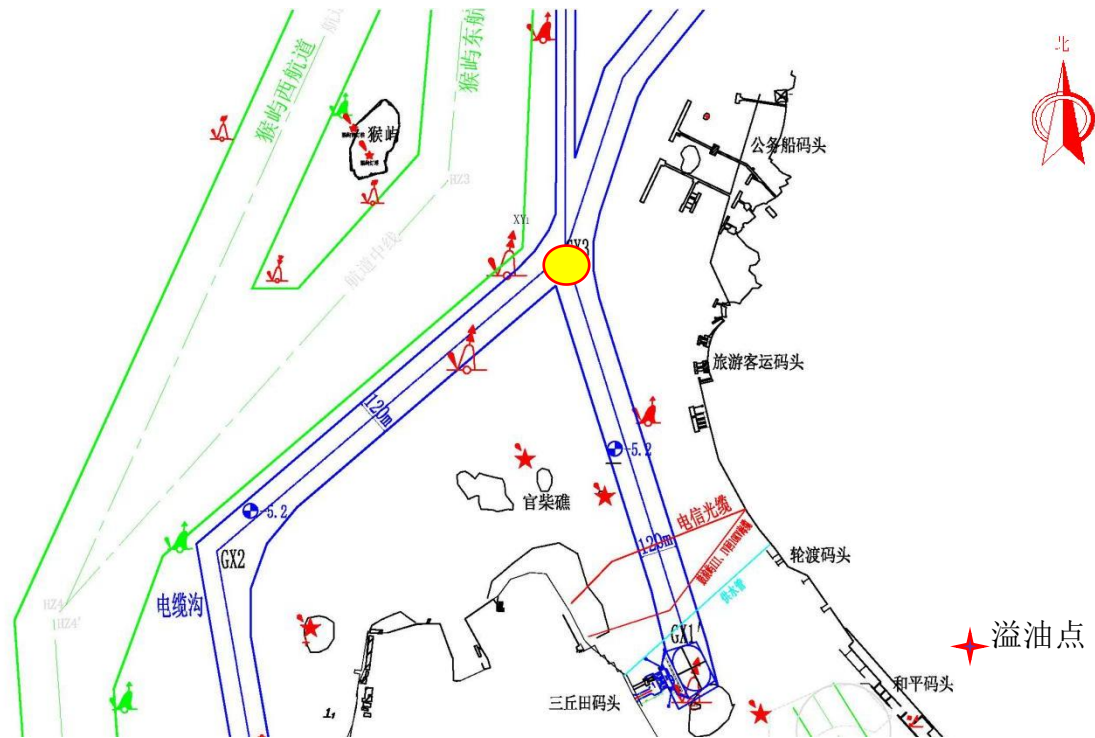 北
航道
猴屿西航道
猴屿东航
猴屿
公务船码头
HZ3
XY1
航道中线
GX3
旅游客运码头
120m
-5.2
官柴礁
-5.2
电信光缆
GX2
120m
轮渡码头
供水管
电缆沟
HZ4
HZ4'
GX1'
溢油点
三丘田码头
和平码头